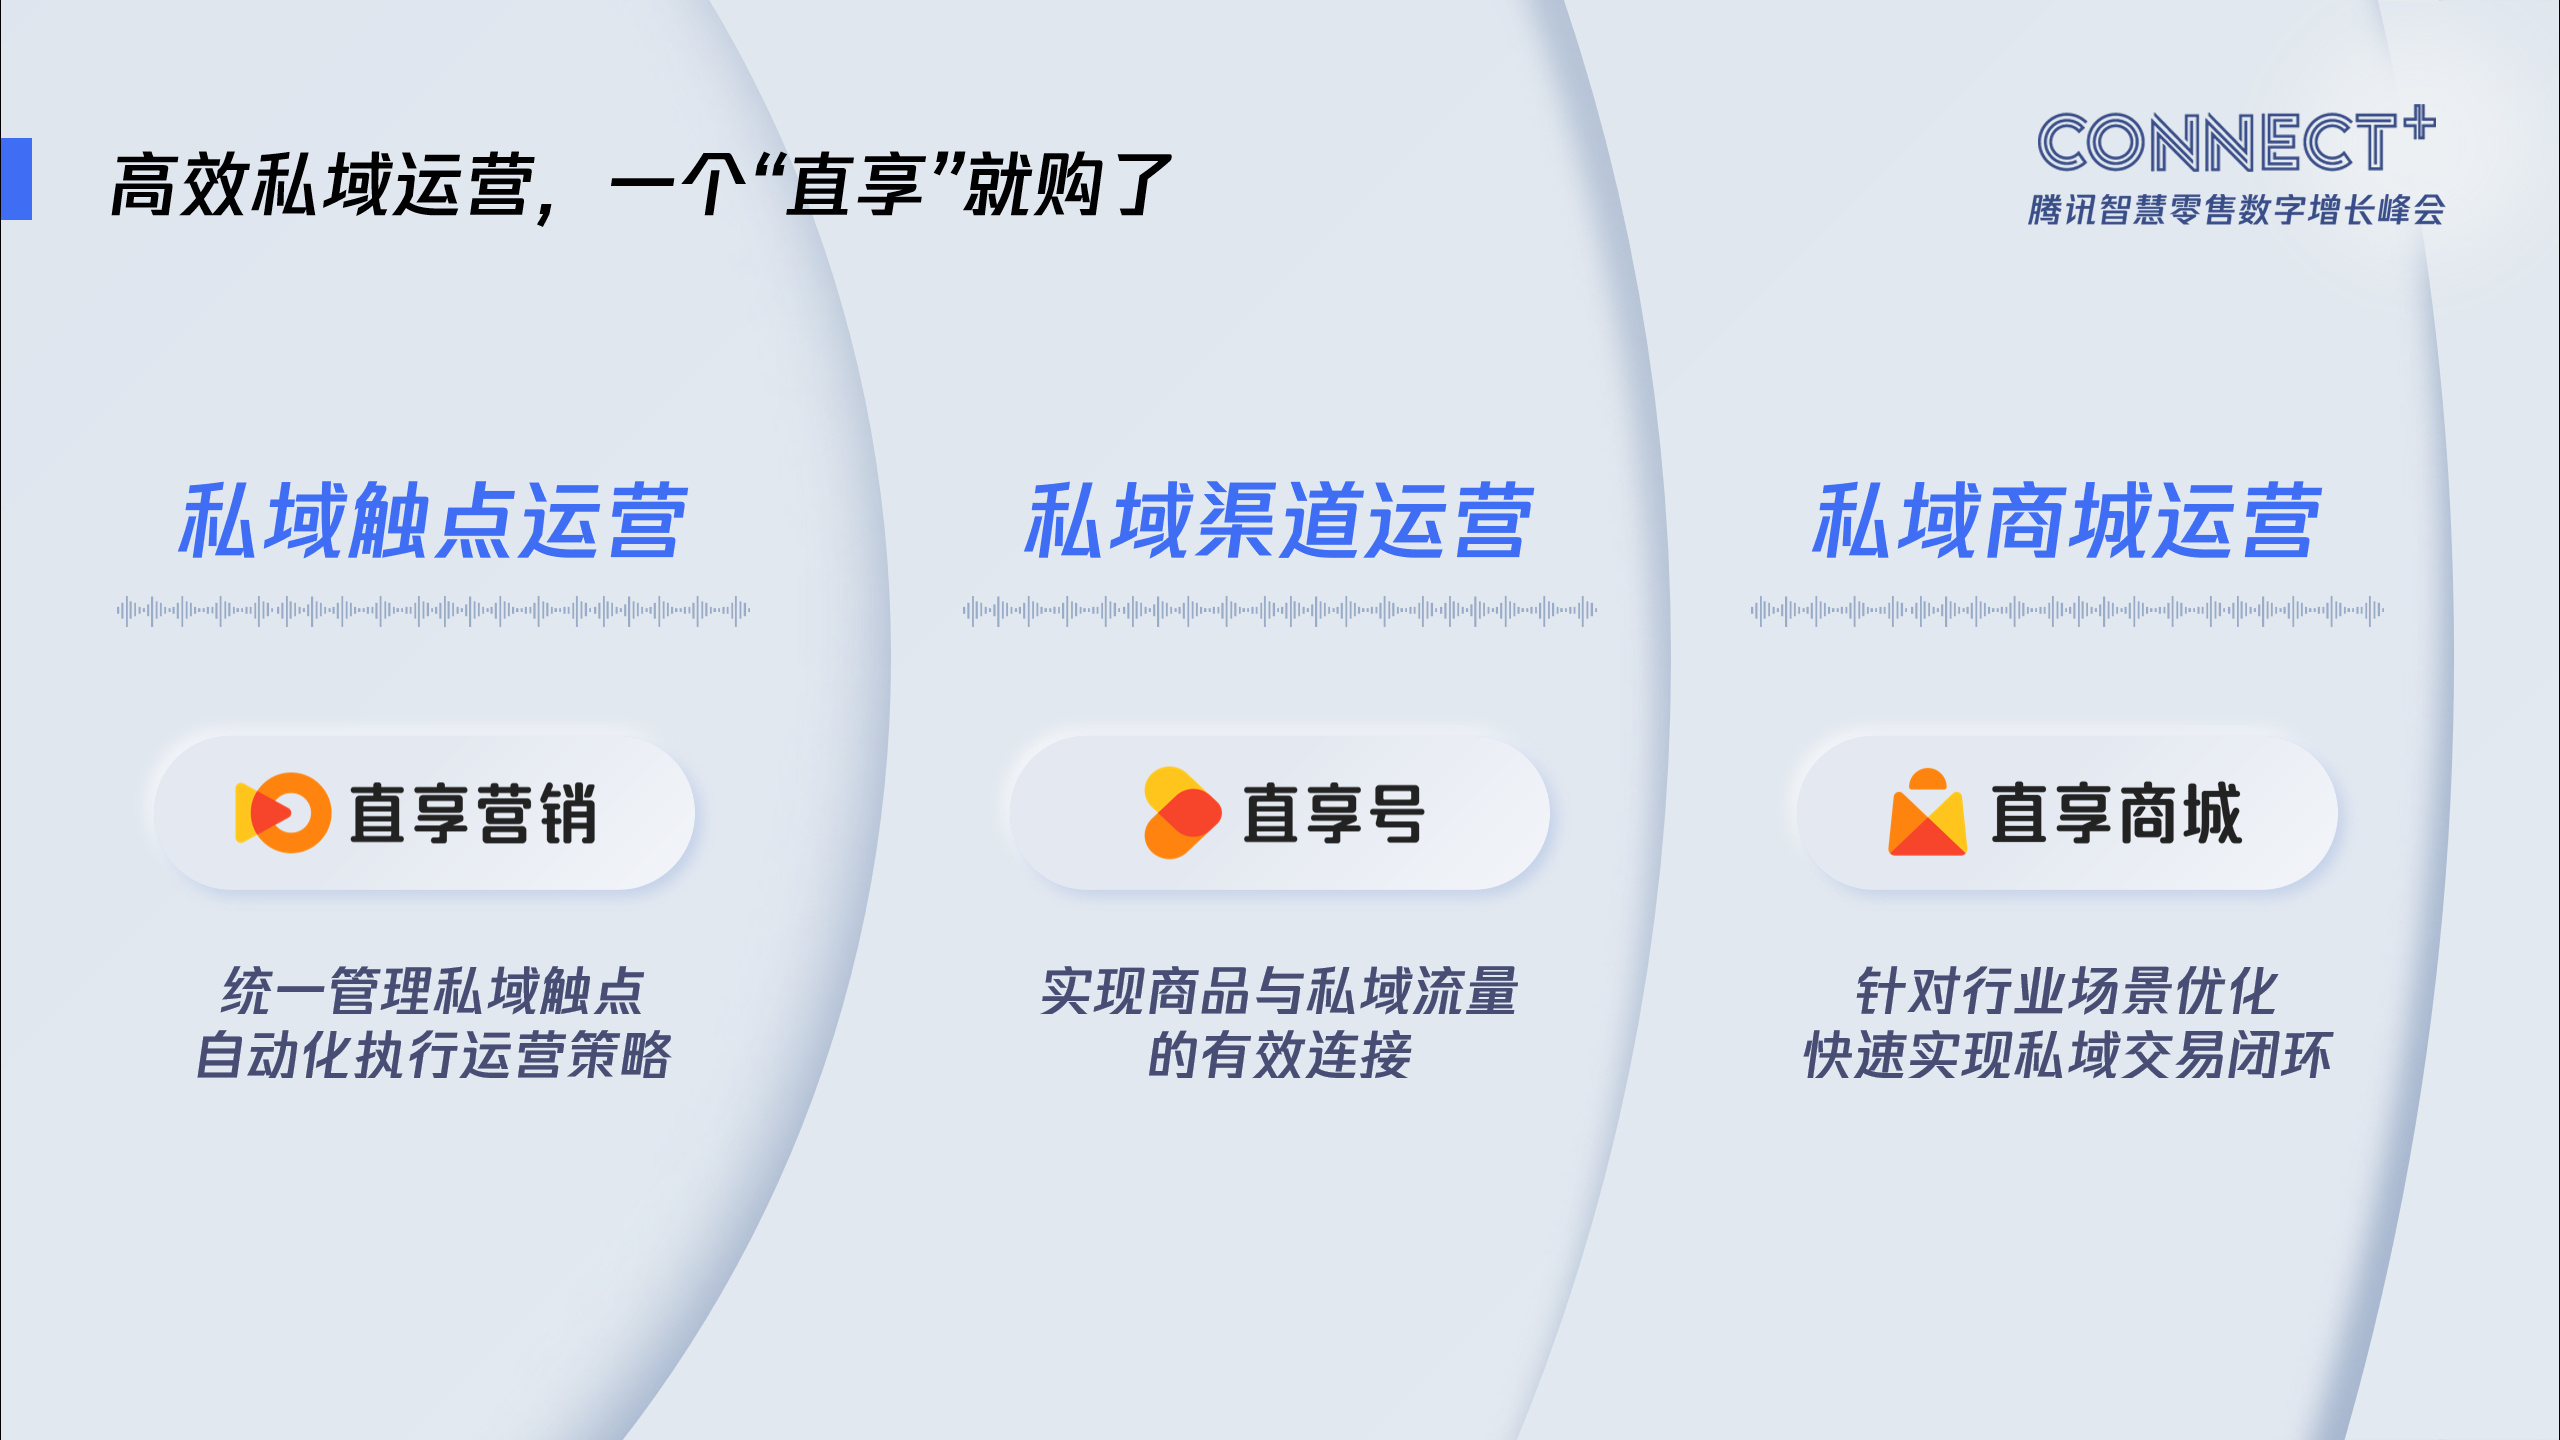 高效私域运营，一个“直享”就购了
CONNECT+
腾讯智慧零售数字增长峰会
私域触点运营
直享营销
统一管理私域触点
自动化执行运营策略
私域渠道运营
直享号
实现商品与私域流量
的有效连接
私域商城运营
直享商城
针对行业场景优化
快速实现私域交易闭环